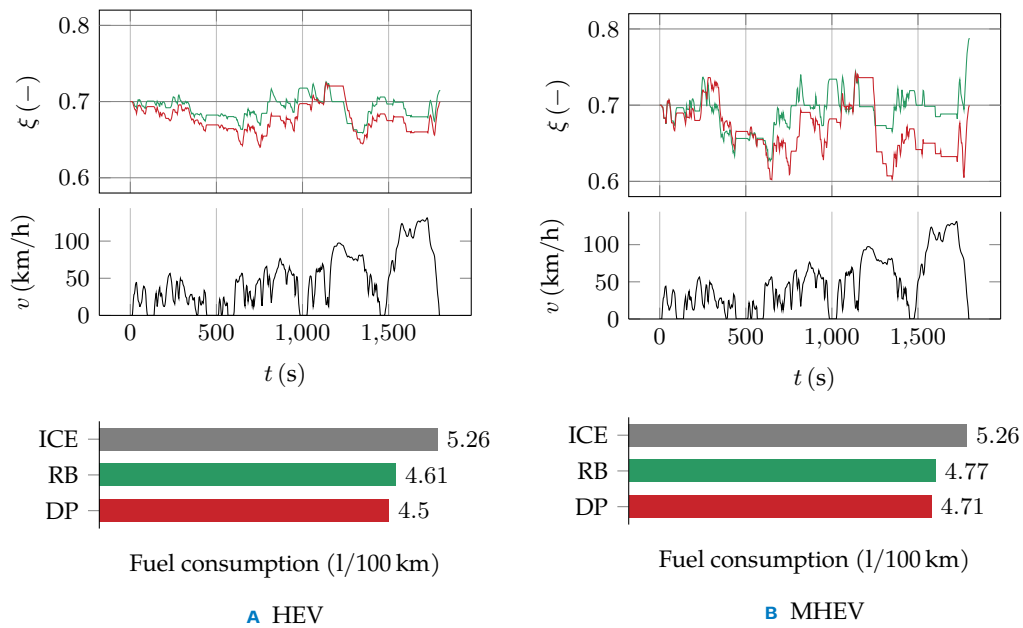 0.8
0.7
0.6
ξ (−)
100
50
0
v (km/h)
0 500 1,000 1,500
t (s)
ICE 5.26
RB 4.61
DP 4.5
Fuel consumption (l/100 km)
A HEV
0.8
0.7
0.6
ξ (−)
100
50
0
v (km/h)
0 500 1,000 1,500
t (s)
ICE 5.26
RB 4.77
DP 4.71
Fuel consumption (l/100 km)
B MHEV